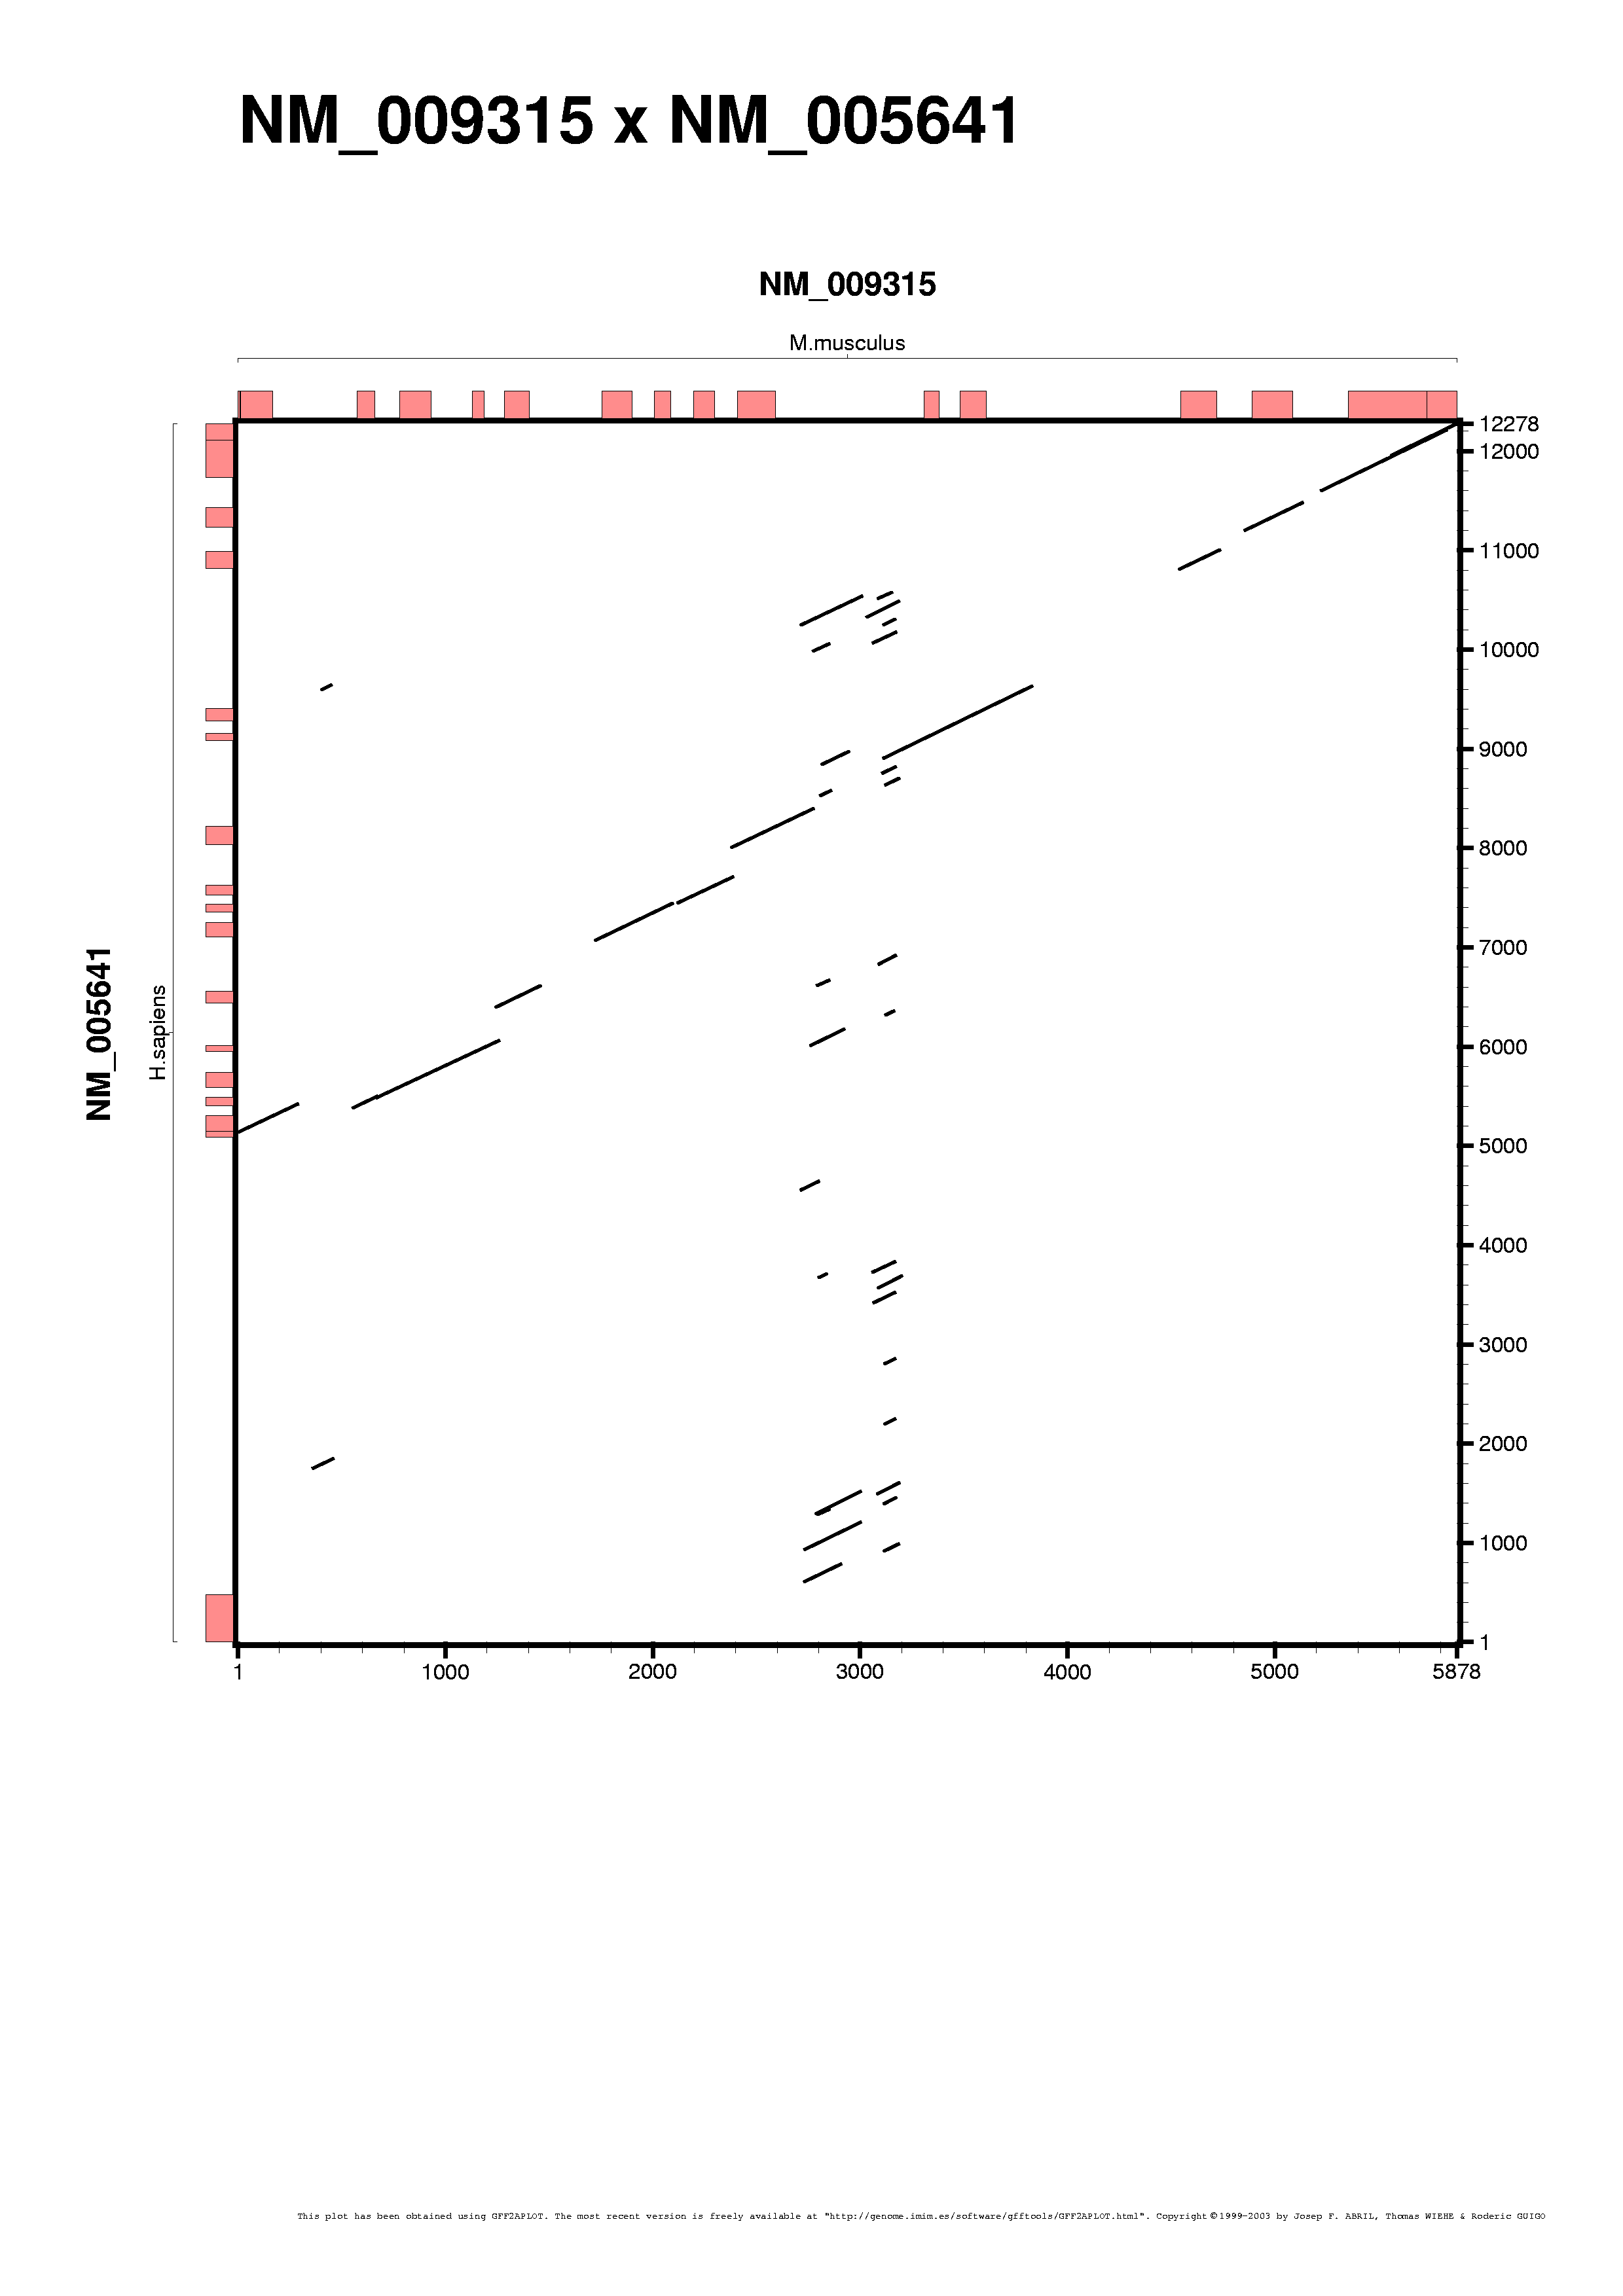 NM_009315 x NM_005641
NM_009315
M.musculus
NM_005641
H.sapiens
12278
12000
11000
10000
9000
8000
7000
6000
5000
4000
3000
2000
1000
1
1 1000 2000 3000 4000 5000 5878
This plot has been obtained using GFF2APLOT. The most recent version is freely available at "http://genome.imim.es/software/gfftools/GFF2APLOT.html". Copyright ©1999-2003 by Josep F. ABRIL, Thomas WIEHE & Roderic GUIGO